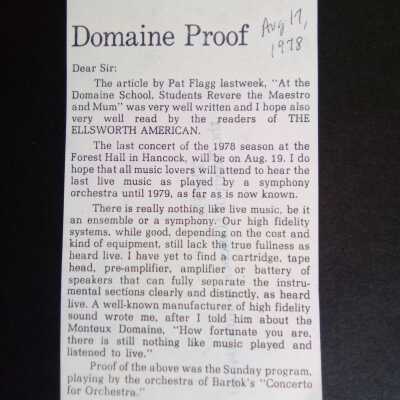 Domaine Proof
Aug 17,
1978
Dear Sir:
The article by Pat Flagg lastweek, "At the
Domaine School, Students Revere the Maestro
and Mum" was very well written and I hope also
very well read by the readers of THE
ELLSWORTH AMERICAN.
The last concert of the 1978 season at the
Forest Hall in Hancock, will be on Aug. 19. I do
hope that all music lovers will attend to hear the
last live music as played by a symphony
orchestra until 1979, as far as is now known.
There is really nothing like live music, be it
an ensemble or a symphony. Our high fidelity
systems, while good, depending on the cost and
kind of equipment, still lack the true fullness as
heard live. I have yet to find a cartridge, tape
head, pre-amplifier, amplifier or battery of
speakers that can fully separate the instru-
mental sections clearly and distinctly, as heard
live. A well-known manufacturer of high fidelity
sound wrote me, after I told him about the
Monteux Domaine, "How fortunate you are,
there is still nothing like music played and
listened to live."
Proof of the above was the Sunday program,
playing by the orchestra of Bartok's "Concerto
for Orchestra."